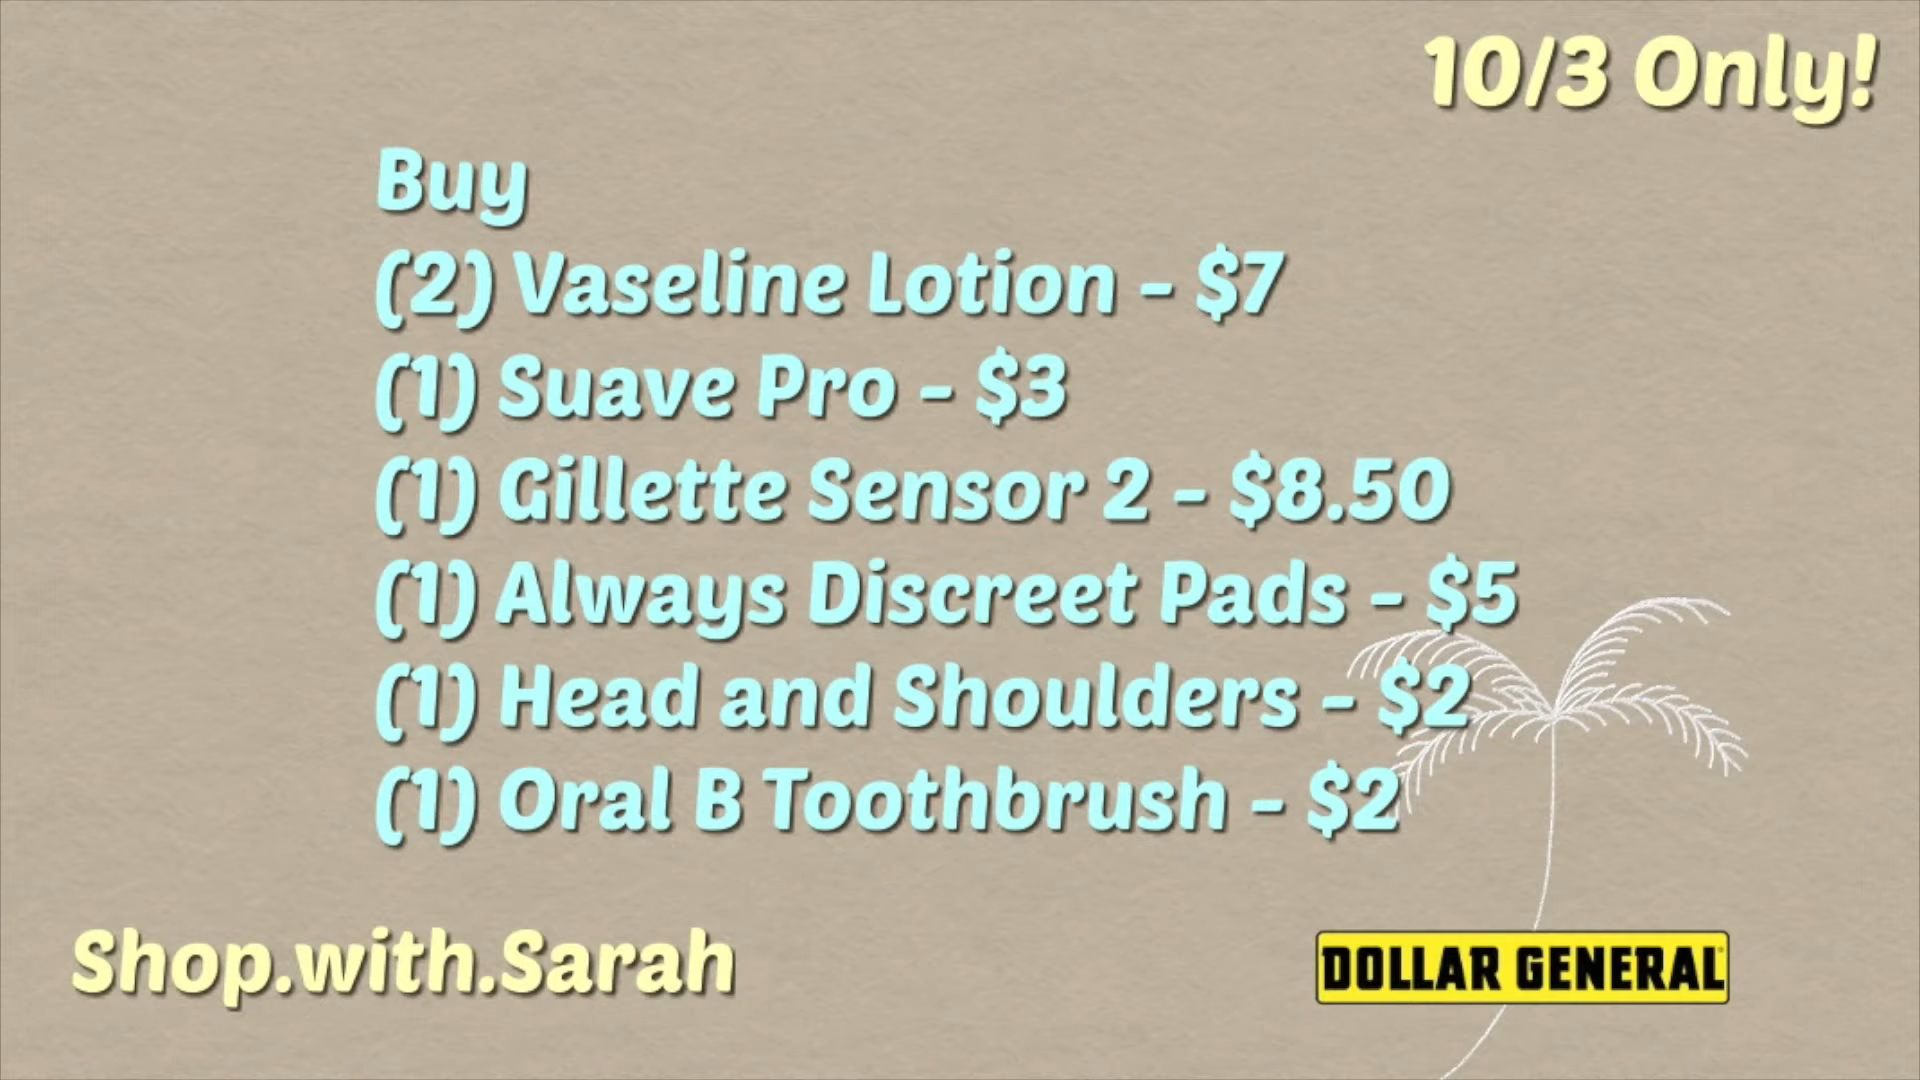 10/3 Only!
Buy
(2) Vaseline Lotion - $7
(1) Suave Pro - $3
(1) Gillette Sensor 2 - $8.50
(1) Always Discreet Pads - $5
(1) Head and Shoulders - $2
(1) Oral B Toothbrush - $2
Shop.with.Sarah
DOLLAR GENERAL